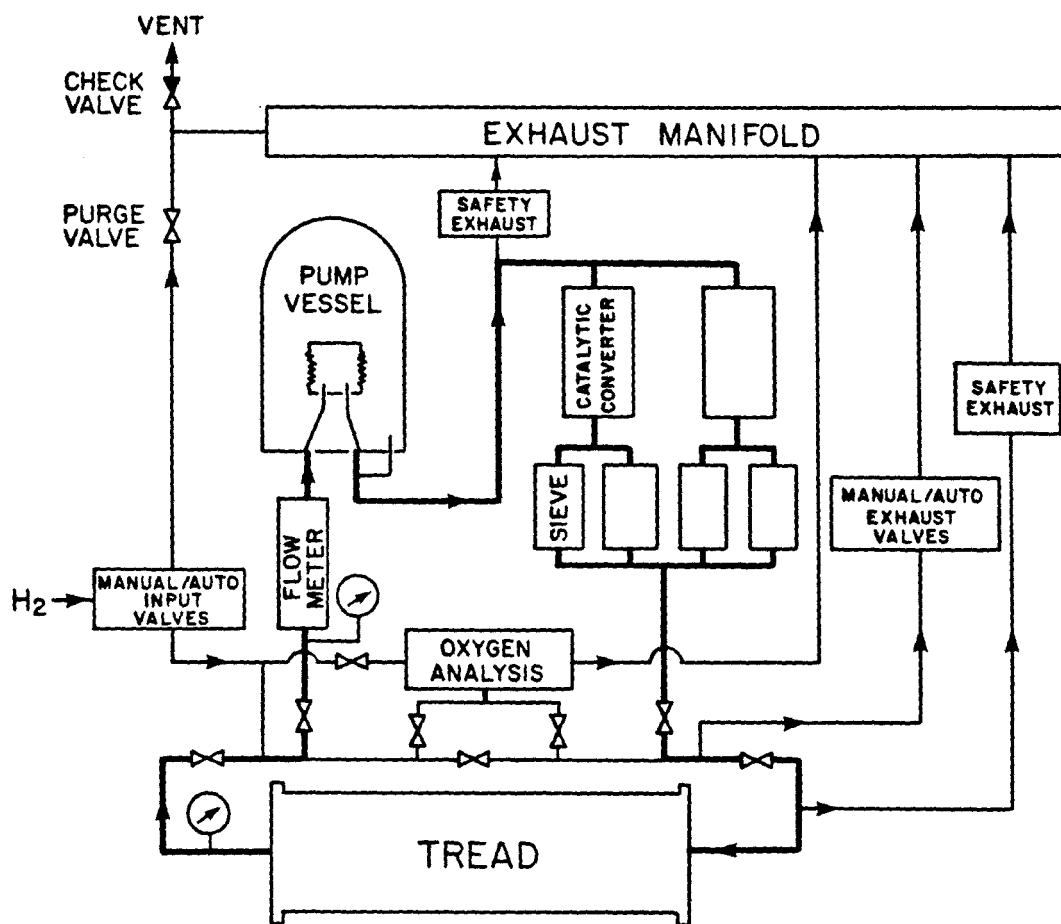 VENT
CHECK
VALVE
EXHAUST MANIFOLD
SAFETY
EXHAUST
PURGE
VALVE
PUMP
VESSEL
CATALYTIC
CONVERTER
SAFETY
EXHAUST
SIEVE
MANUAL/AUTO
EXHAUST
VALVES
FLOW
METER
H2
MANUAL/AUTO
INPUT
VALVES
OXYGEN
ANALYSIS
TREAD